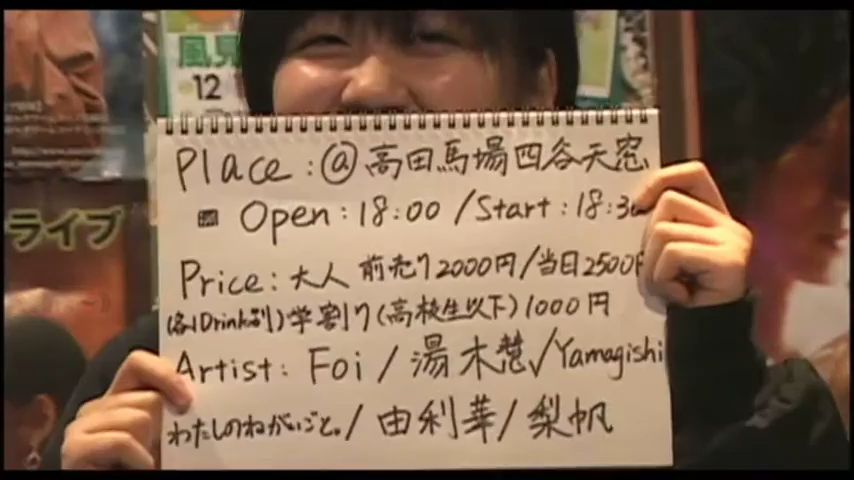 風
12
ライブ
Place：@高田馬場四谷天窓
Open：18:00 / Start：18:30
Price：大人 前売り2000円/当日2500円
(各1Drink別)学割り(高校生以下)1000円
Artist：Foi / 湯木慧/Yamagishi
わたしのねがいごと。/ 由利華/ 梨帆